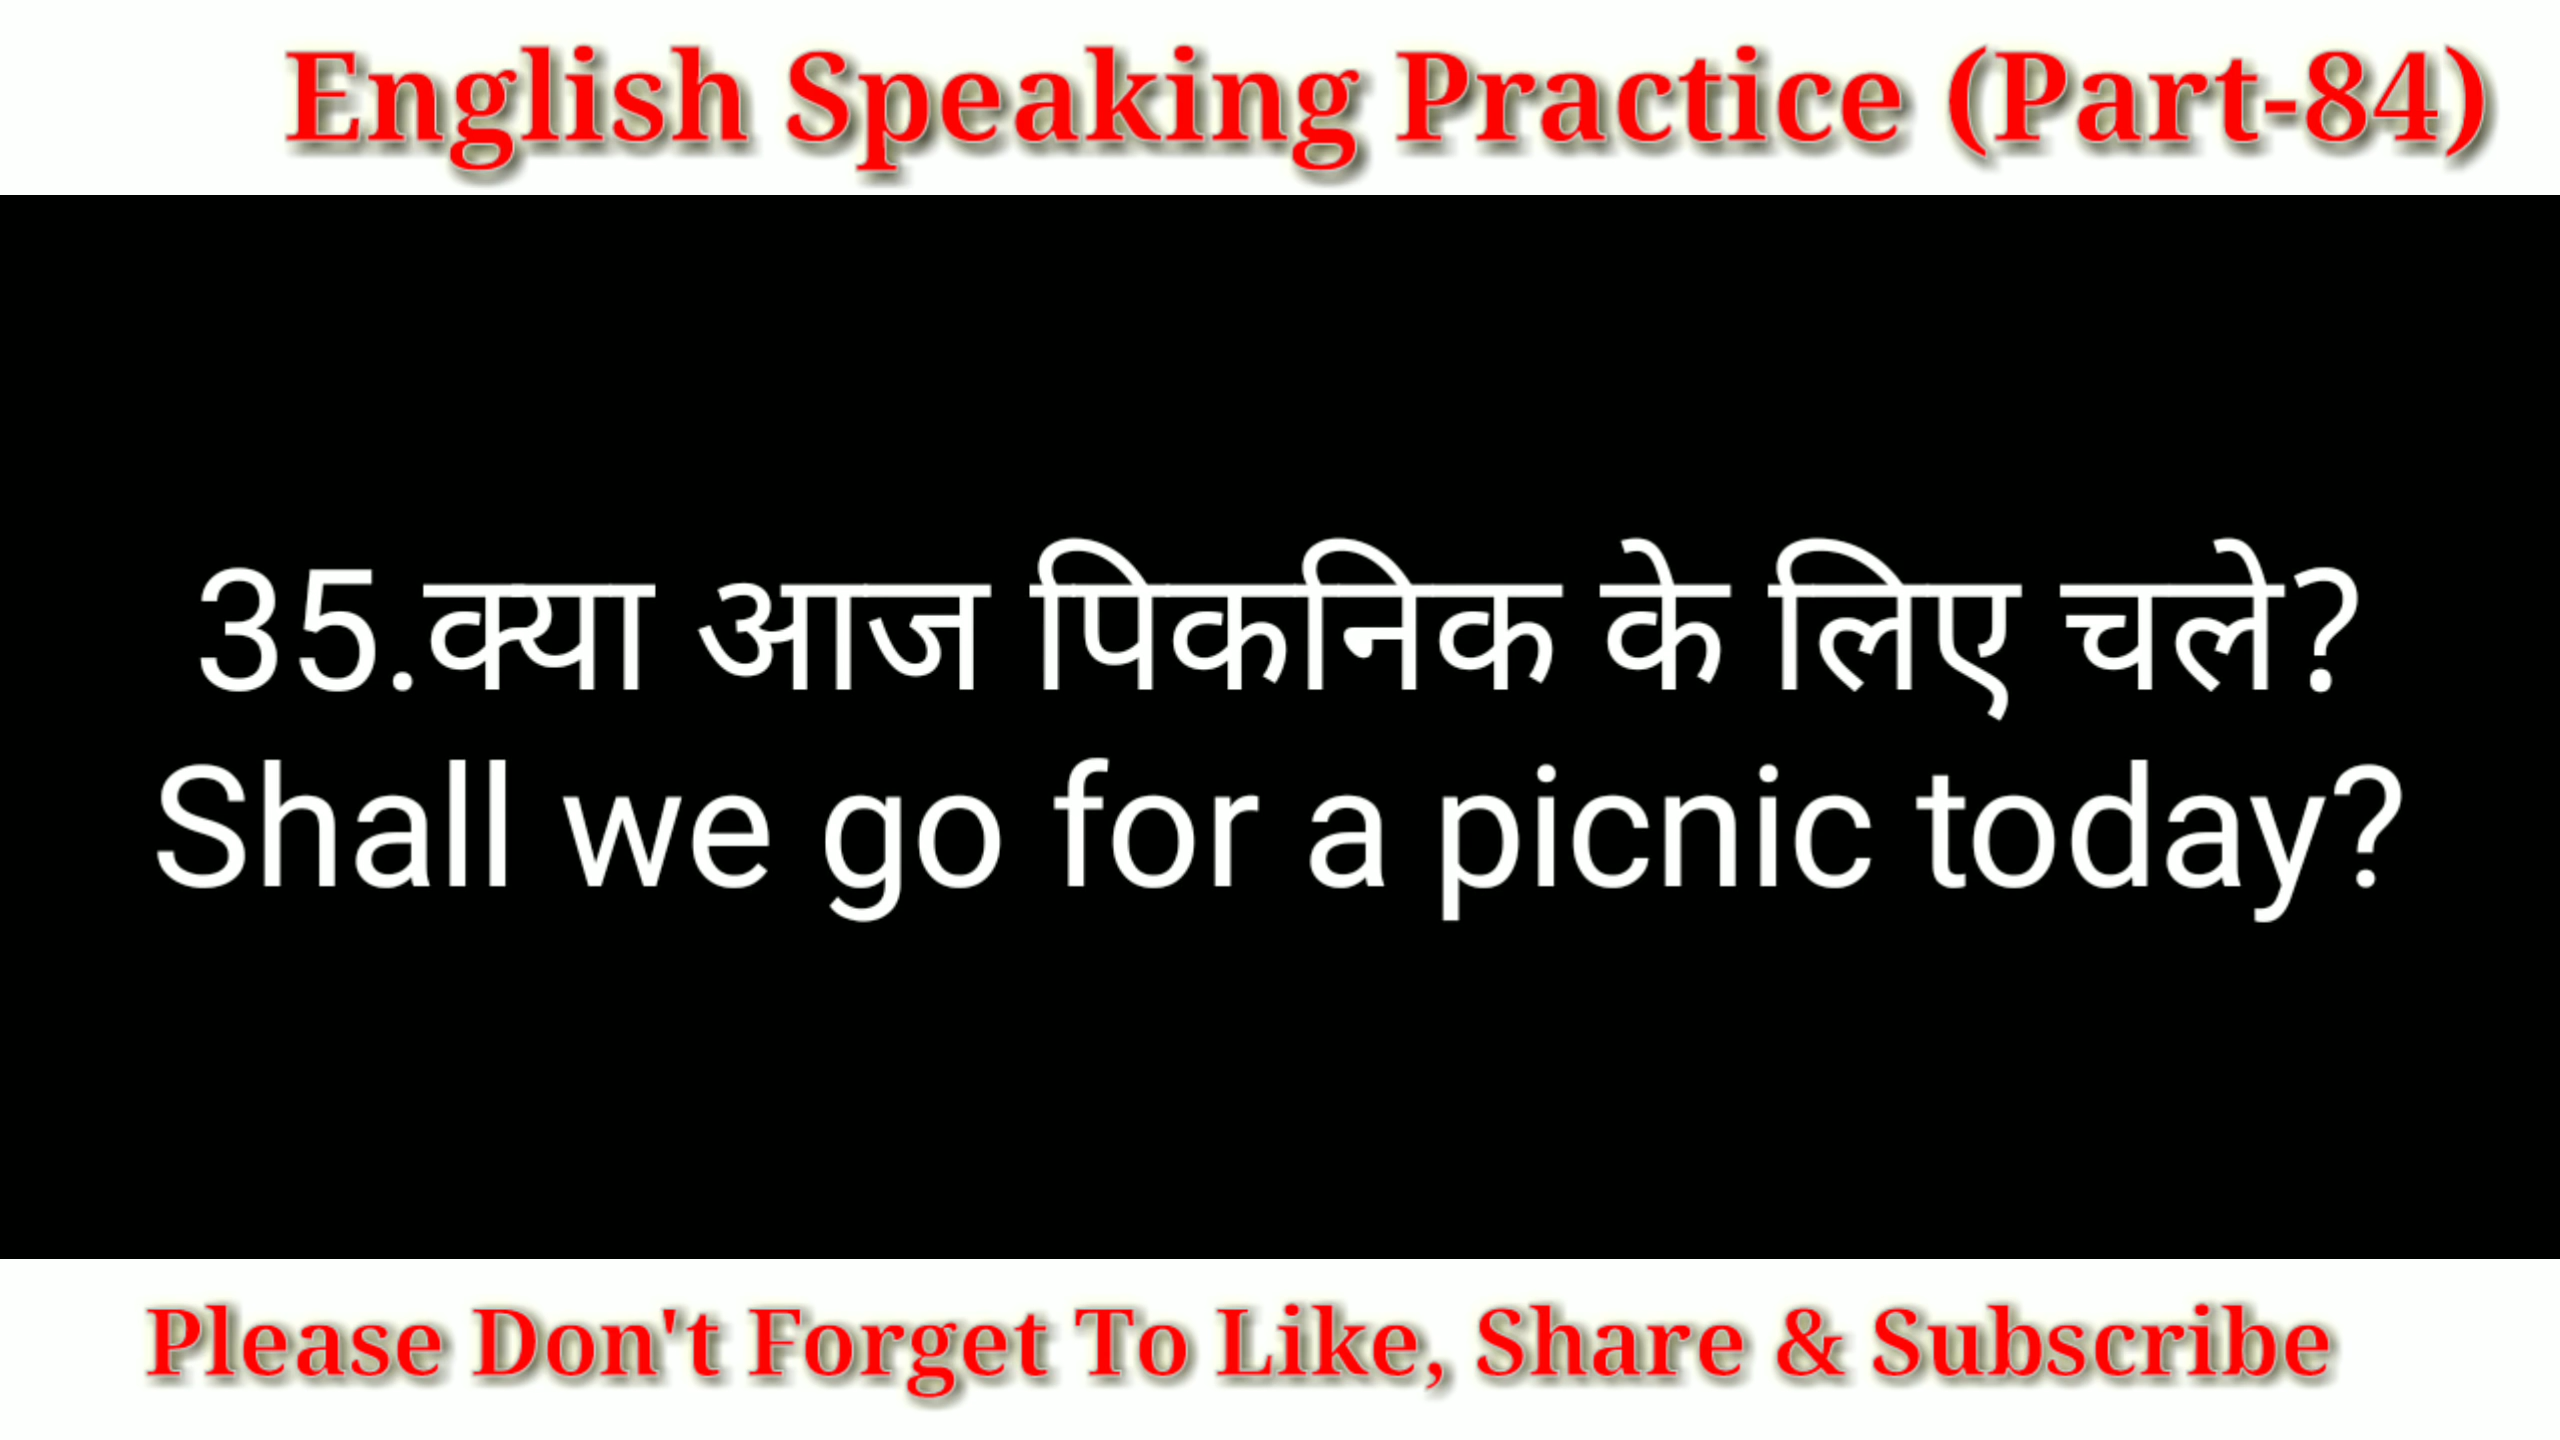 English Speaking Practice (Part-84)
35.क्या आज पिकनिक के लिए चले?
Shall we go for a picnic today?
Please Don't Forget To Like, Share & Subscribe